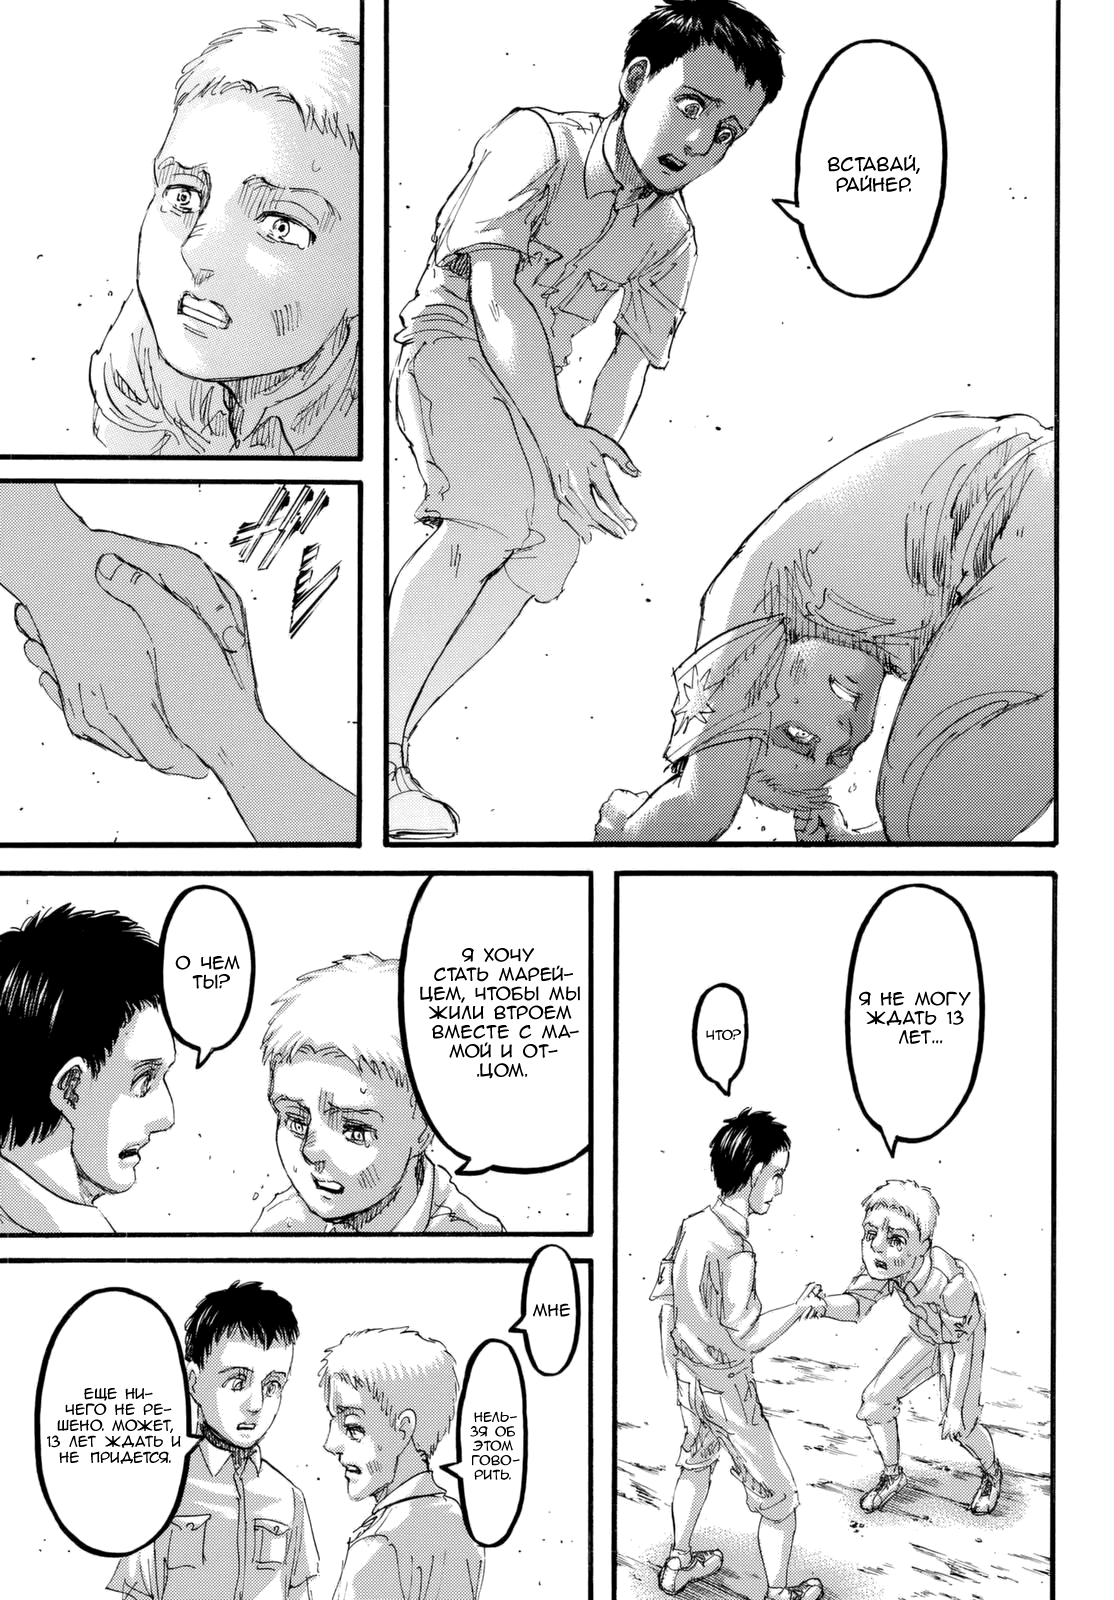 ВСТАВАЙ,
РАЙНЕР.
Я НЕ МОГУ
ЖДАТЬ 13
ЛЕТ...
ЧТО?
Я ХОЧУ
СТАТЬ МАРЕЙ-
ЦЕМ, ЧТОБЫ МЫ
ЖИЛИ ВТРОЕМ
ВМЕСТЕ С МА-
МОЙ И ОТ-
.ЦОМ.
О ЧЕМ
ТЫ?
МНЕ
НЕЛЬ-
ЗЯ ОБ
ЭТОМ
ГОВО-
РИТЬ.
ЕЩЕ НИ-
ЧЕГО НЕ РЕ-
ШЕНО. МОЖЕТ,
13 ЛЕТ ЖДАТЬ И
НЕ ПРИДЕТСЯ.